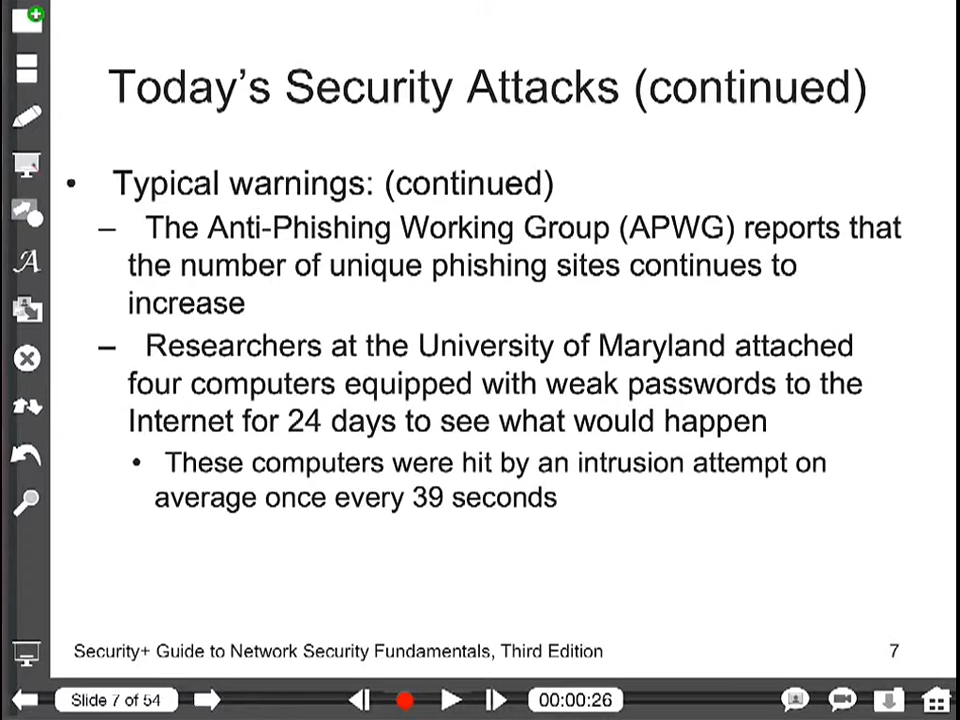 Today's Security Attacks (continued)
• Typical warnings: (continued)
– The Anti-Phishing Working Group (APWG) reports that
the number of unique phishing sites continues to
increase
– Researchers at the University of Maryland attached
four computers equipped with weak passwords to the
Internet for 24 days to see what would happen
• These computers were hit by an intrusion attempt on
average once every 39 seconds
Security+ Guide to Network Security Fundamentals, Third Edition 7
Slide 7 of 54 00:00:26